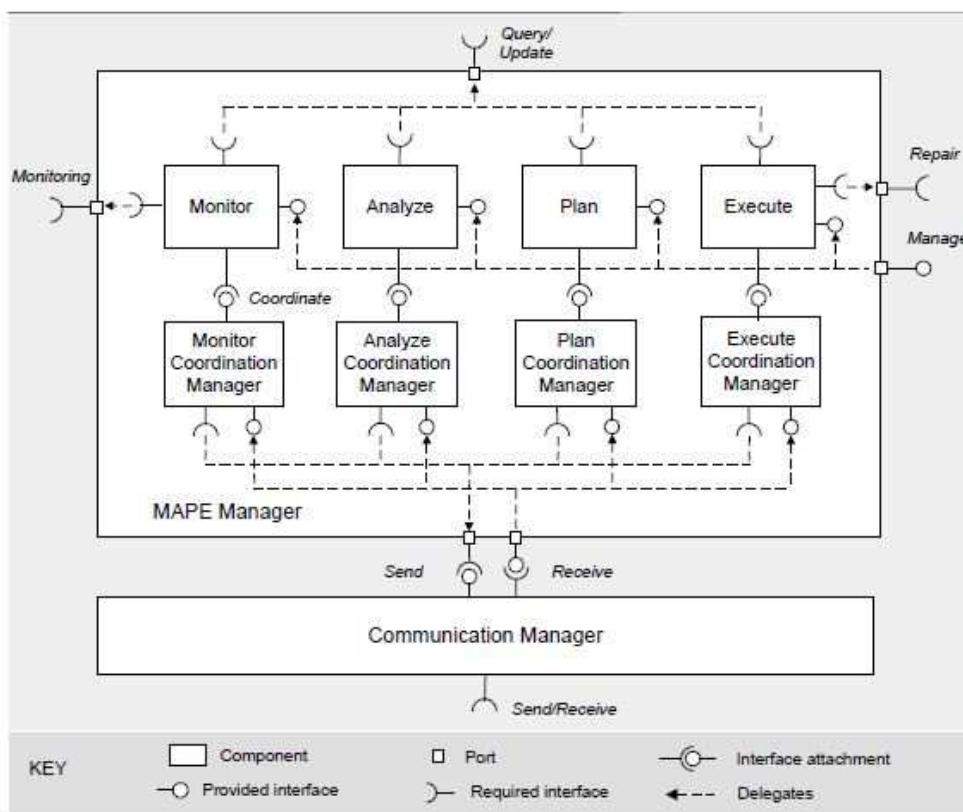 Query/
Update
Monitoring
Repair
Monitor
Analyze
Plan
Execute
Manage
Coordinate
Monitor
Coordination
Manager
Analyze
Coordination
Manager
Plan
Coordination
Manager
Execute
Coordination
Manager
MAPE Manager
Send
Receive
Communication Manager
Send/Receive
KEY
Component
Port
Interface attachment
Provided interface
Required interface
Delegates